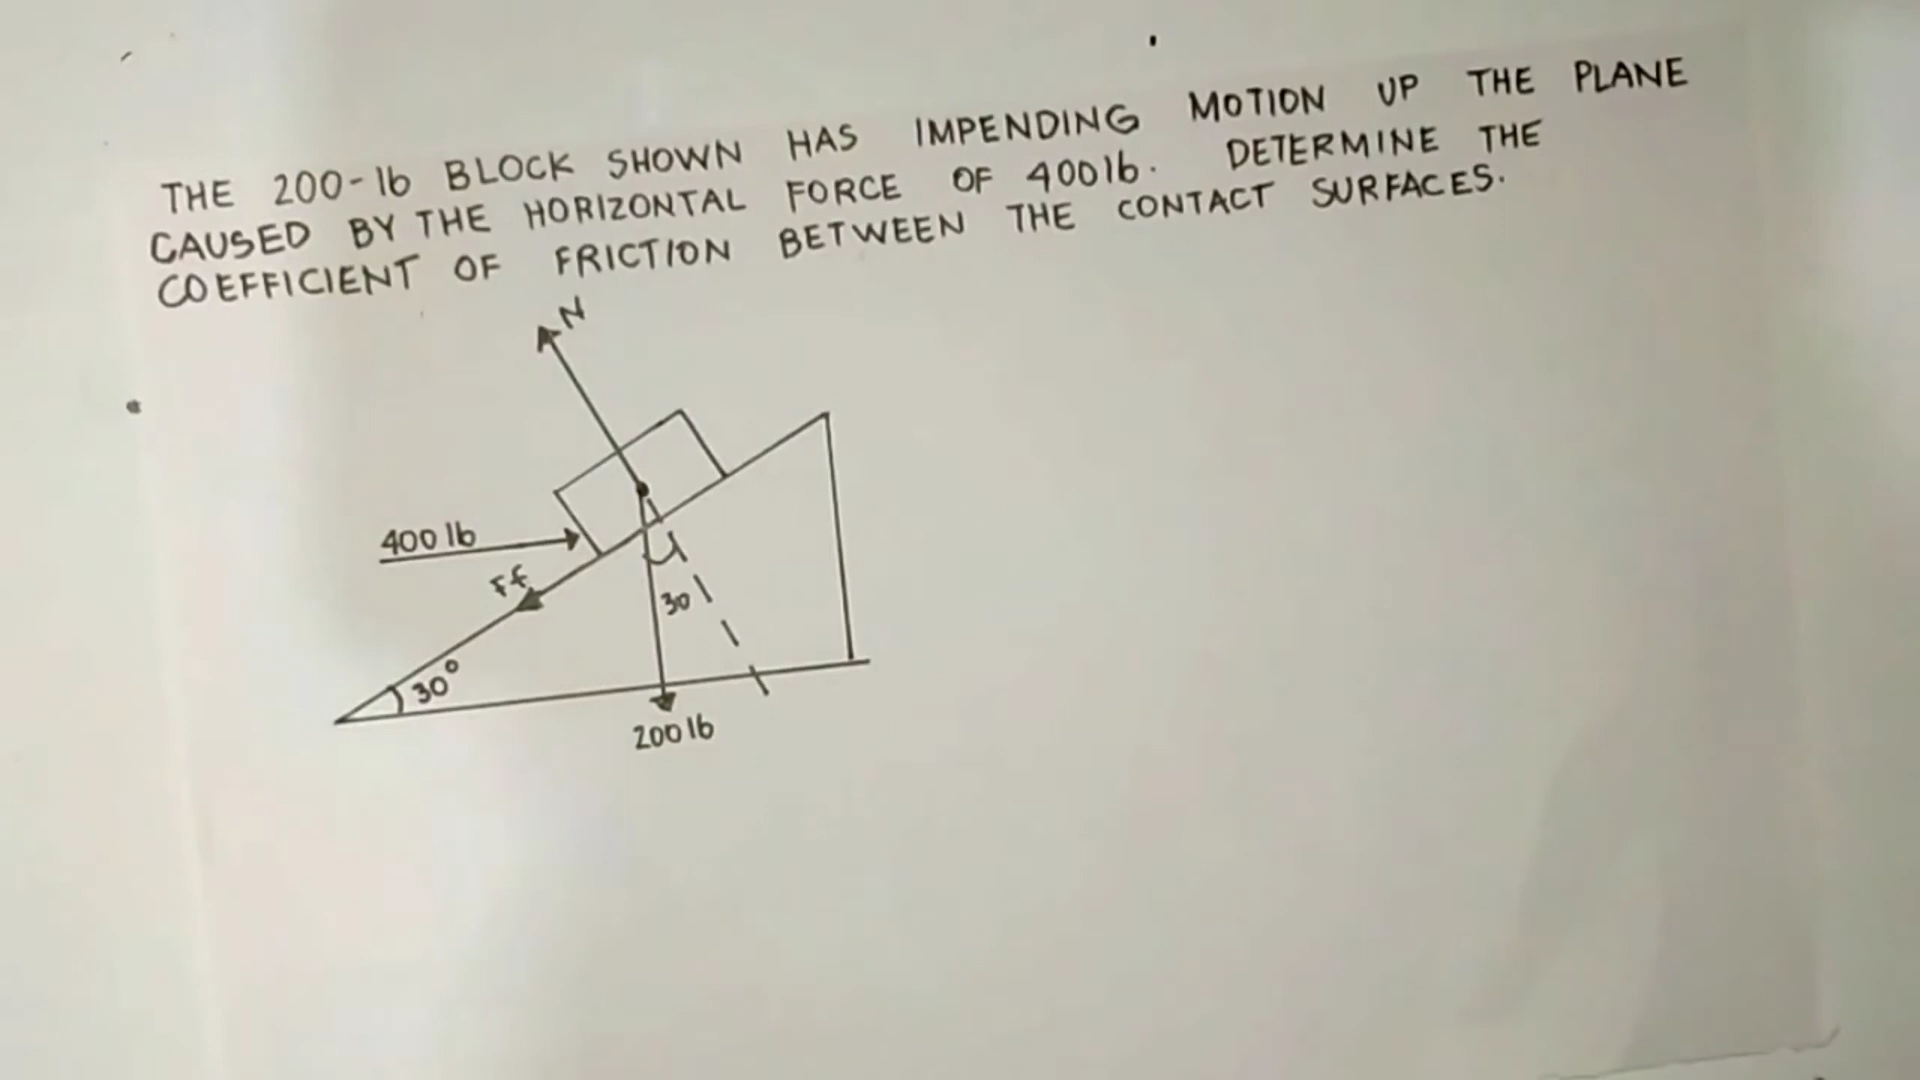 THE 200-lb BLOCK SHOWN HAS IMPENDING MOTION UP THE PLANE
CAUSED BY THE HORIZONTAL FORCE OF 400lb. DETERMINE THE
COEFFICIENT OF FRICTION BETWEEN THE CONTACT SURFACES.
N
400 lb
Ff
30
30°
200 lb